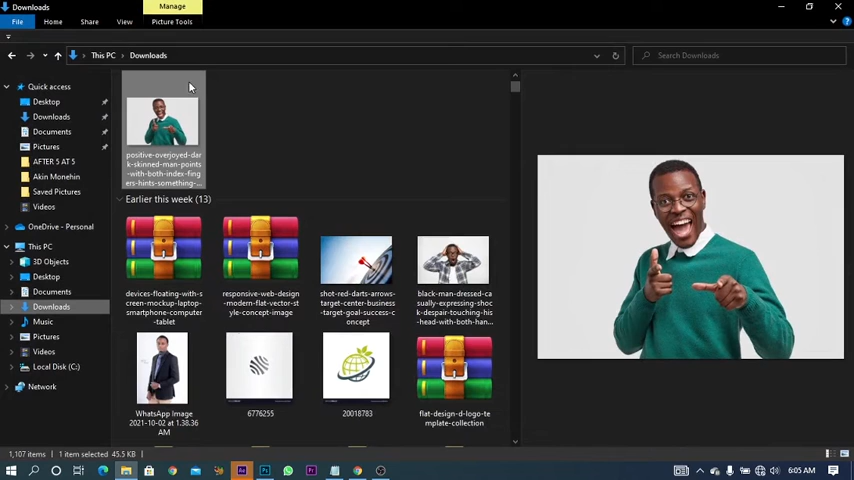 Downloads
Manage
File
Home
Share
View
Picture Tools
This PC
Downloads
Search Downloads
Quick access
Desktop
Downloads
Documents
Pictures
AFTER 5 AT 5
Akin Monehin
Saved Pictures
Videos
OneDrive - Personal
This PC
3D Objects
Desktop
Documents
Downloads
Music
Pictures
Videos
Local Disk (C:)
Network
positive-overjoyed-dar
k-skinned-man-points
-with-both-index-fing
ers-hints-something-...
Earlier this week (13)
devices-floating-with-s
creen-mockup-laptop-
smartphone-computer
-tablet
responsive-web-design
-modern-flat-vector-st
yle-concept-image
shot-red-darts-arrows-
target-center-business
-target-goal-success-c
oncept
black-man-dressed-ca
sually-expressing-shoc
k-despair-touching-his
-head-with-both-han...
WhatsApp Image
2021-10-02 at 1.38.36
AM
6776255
20018783
flat-design-d-logo-te
mplate-collection
1,107 items
1 item selected 45.5 KB
Ae
Ps
Pr
6:05 AM